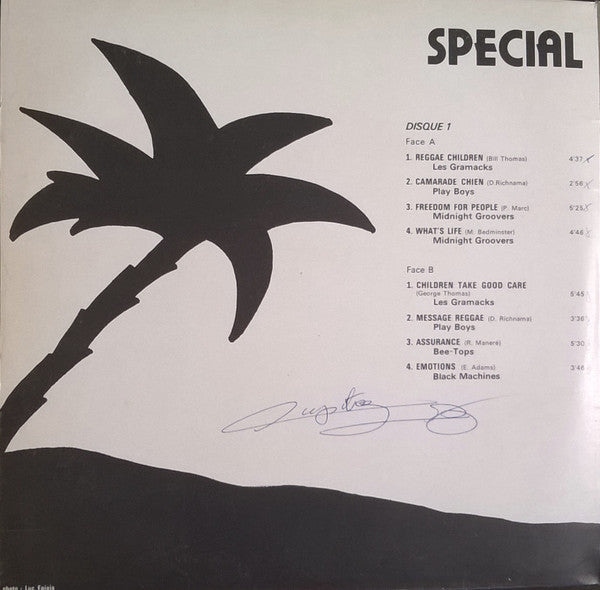 SPECIAL
DISQUE 1
Face A
1. REGGAE CHILDREN (Bill Thomas) 4'37
Les Gramacks
2. CAMARADE CHIEN (D.Richnama) 2'56
Play Boys
3. FREEDOM FOR PEOPLE (P. Marc) 5'25
Midnight Groovers
4. WHAT'S LIFE (M. Bedminster) 4'46
Midnight Groovers
Face B
1. CHILDREN TAKE GOOD CARE
(George Thomas) 5'45
Les Gramacks
2. MESSAGE REGGAE (D. Richnama) 3'36
Play Boys
3. ASSURANCE (R. Maneré) 5'30
Bee-Tops
4. EMOTIONS (E. Adams) 3'46
Black Machines
photo - Luc